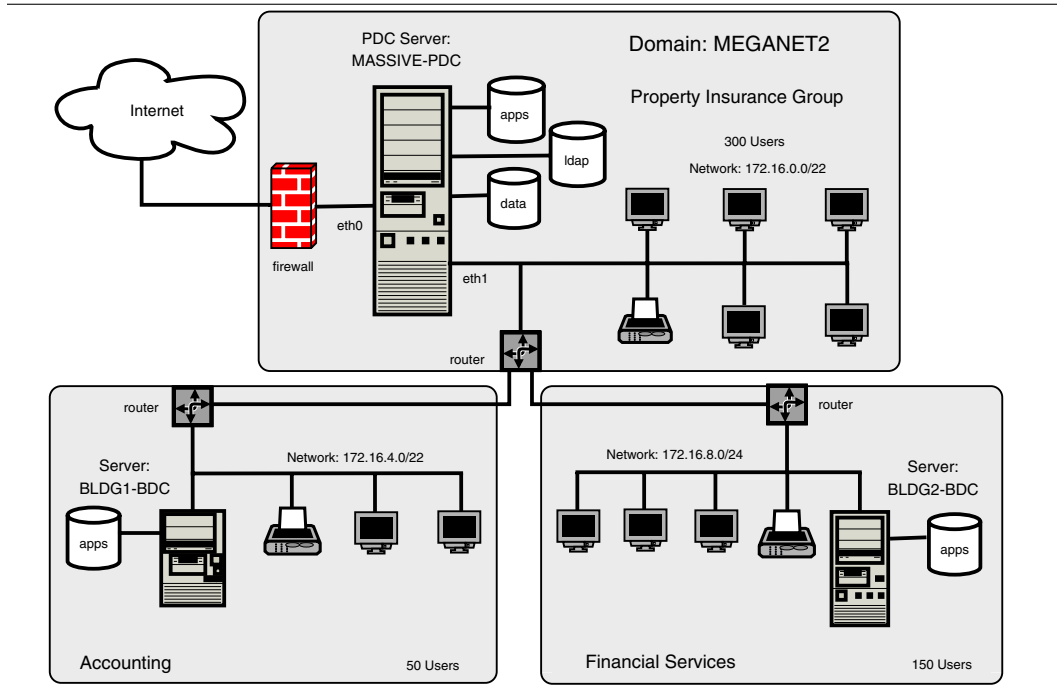 PDC Server:
MASSIVE-PDC
Domain: MEGANET2
Internet
apps
Property Insurance Group
ldap
300 Users
Network: 172.16.0.0/22
data
eth0
firewall
eth1
router
router
Network: 172.16.4.0/22
Server:
BLDG1-BDC
apps
Accounting
50 Users
router
Network: 172.16.8.0/24
Server:
BLDG2-BDC
apps
Financial Services
150 Users